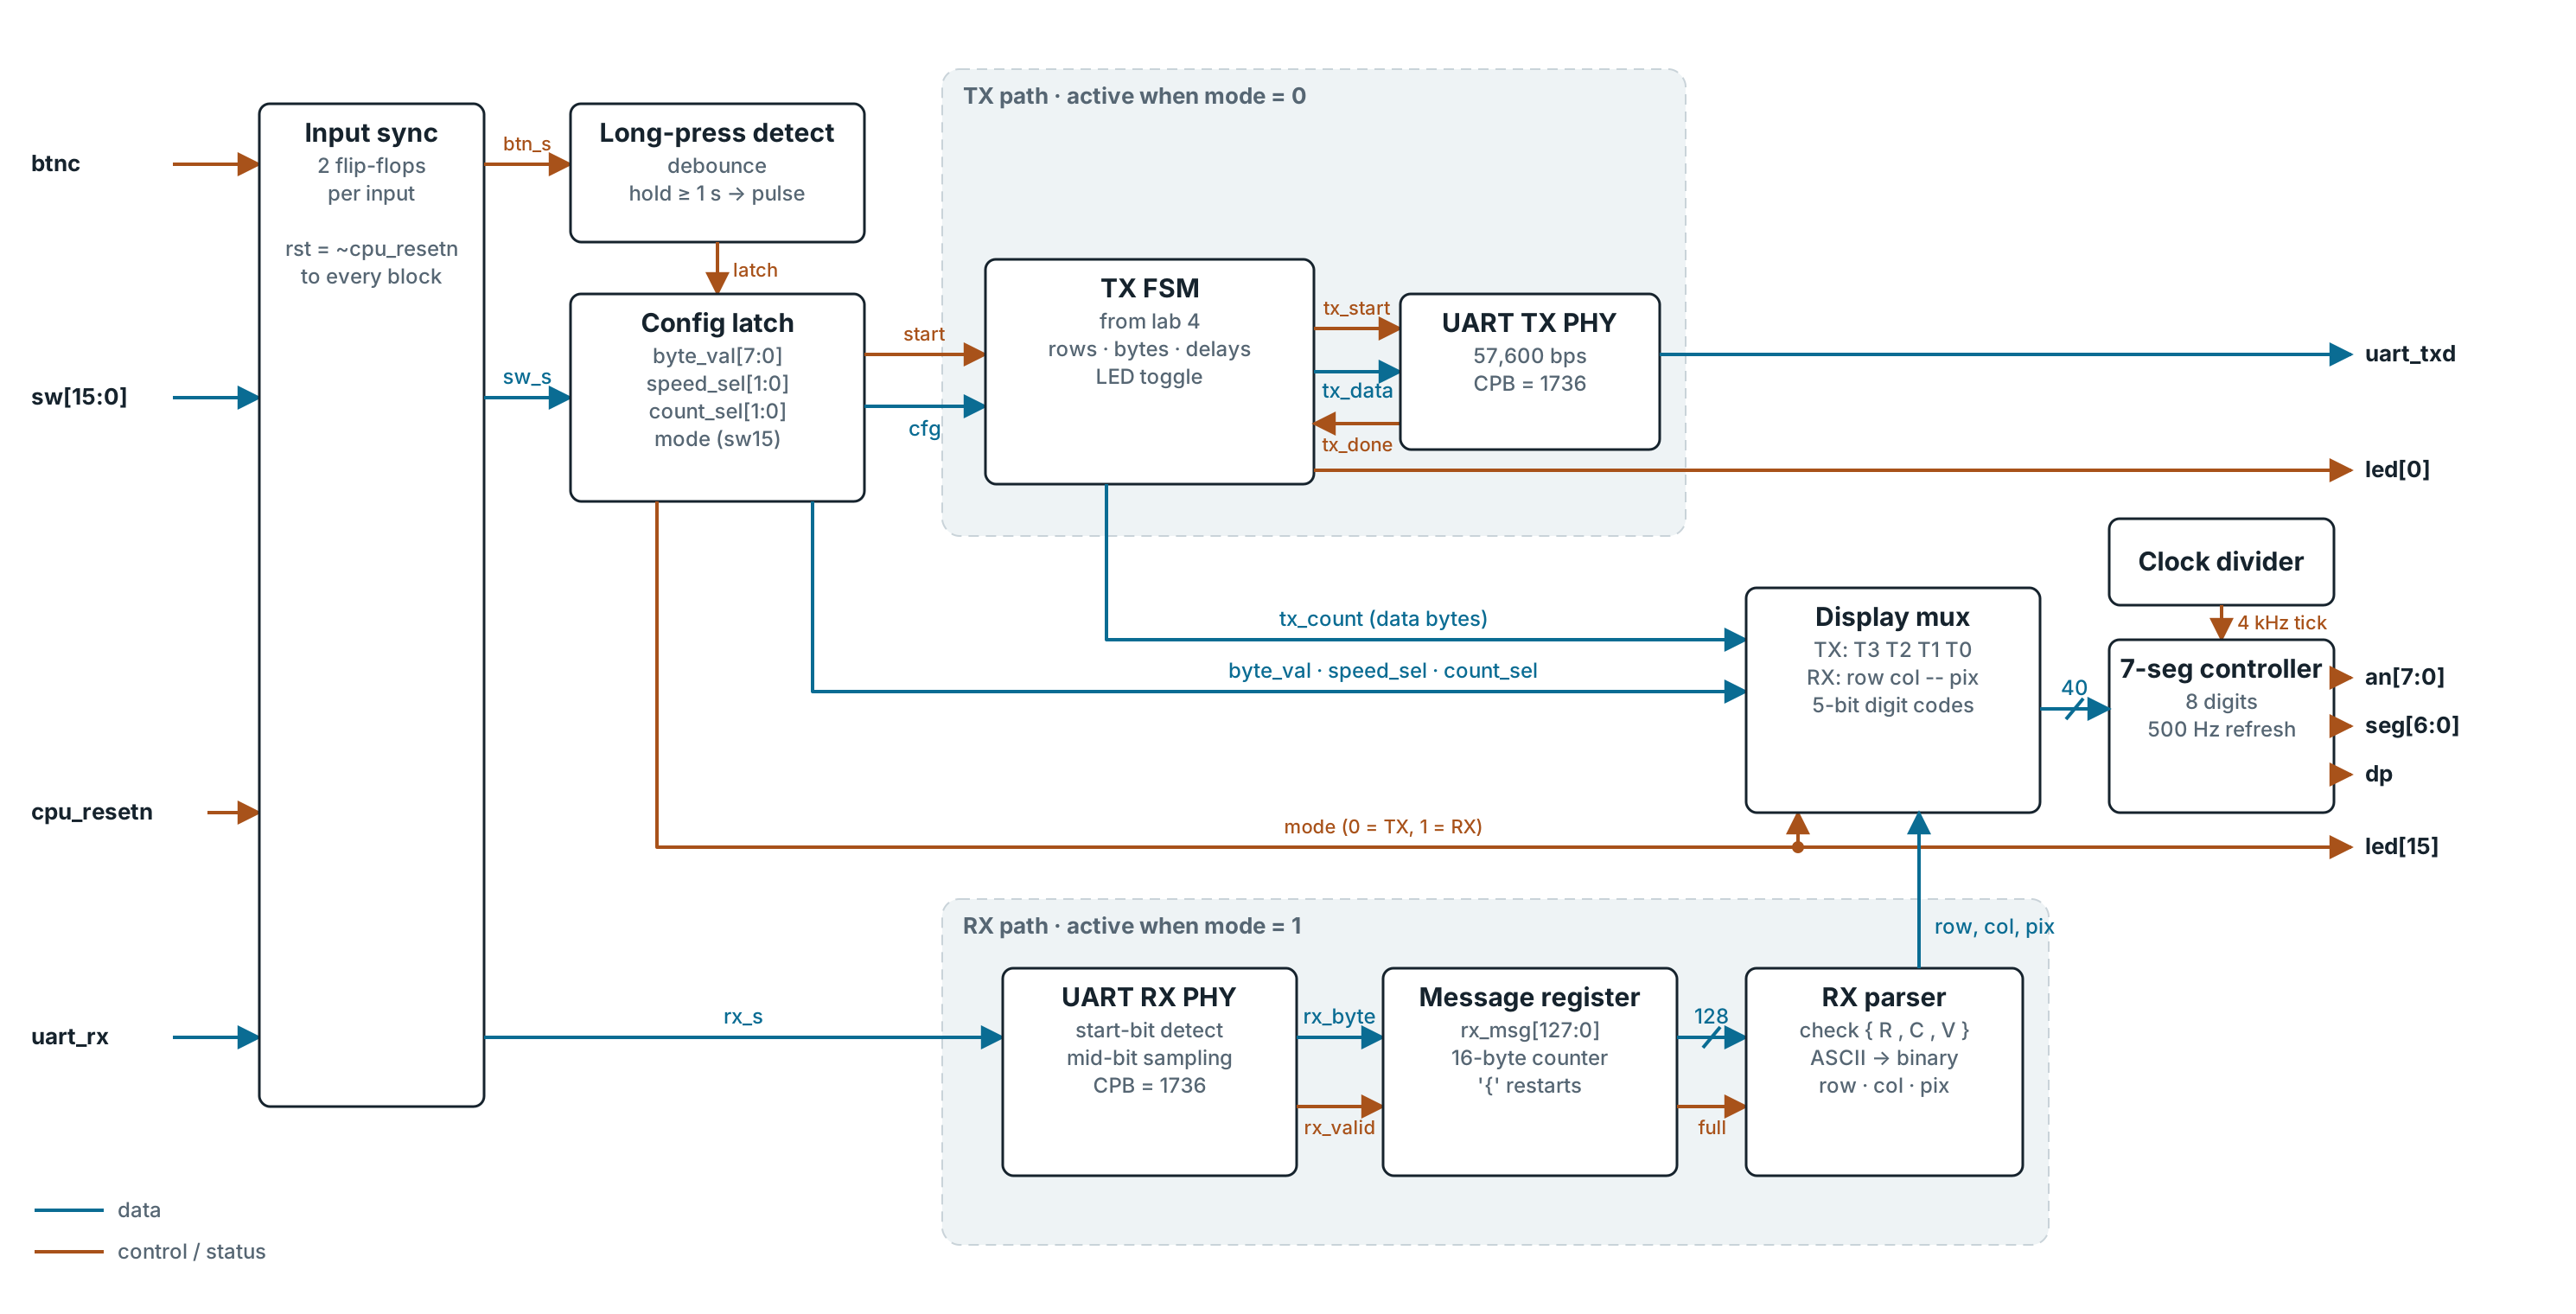 TX path · active when mode = 0
btnc
Input sync
2 flip-flops
per input
rst = ~cpu_resetn
to every block
btn_s
Long-press detect
debounce
hold ≥ 1 s → pulse
latch
sw[15:0]
sw_s
Config latch
byte_val[7:0]
speed_sel[1:0]
count_sel[1:0]
mode (sw15)
start
cfg
TX FSM
from lab 4
rows · bytes · delays
LED toggle
tx_start
tx_data
tx_done
UART TX PHY
57,600 bps
CPB = 1736
uart_txd
led[0]
Clock divider
4 kHz tick
tx_count (data bytes)
byte_val · speed_sel · count_sel
Display mux
TX: T3 T2 T1 T0
RX: row col -- pix
5-bit digit codes
40
7-seg controller
8 digits
500 Hz refresh
an[7:0]
seg[6:0]
dp
cpu_resetn
mode (0 = TX, 1 = RX)
led[15]
RX path · active when mode = 1
row, col, pix
uart_rx
rx_s
UART RX PHY
start-bit detect
mid-bit sampling
CPB = 1736
rx_byte
rx_valid
Message register
rx_msg[127:0]
16-byte counter
'{' restarts
128
full
RX parser
check { R , C , V }
ASCII → binary
row · col · pix
data
control / status